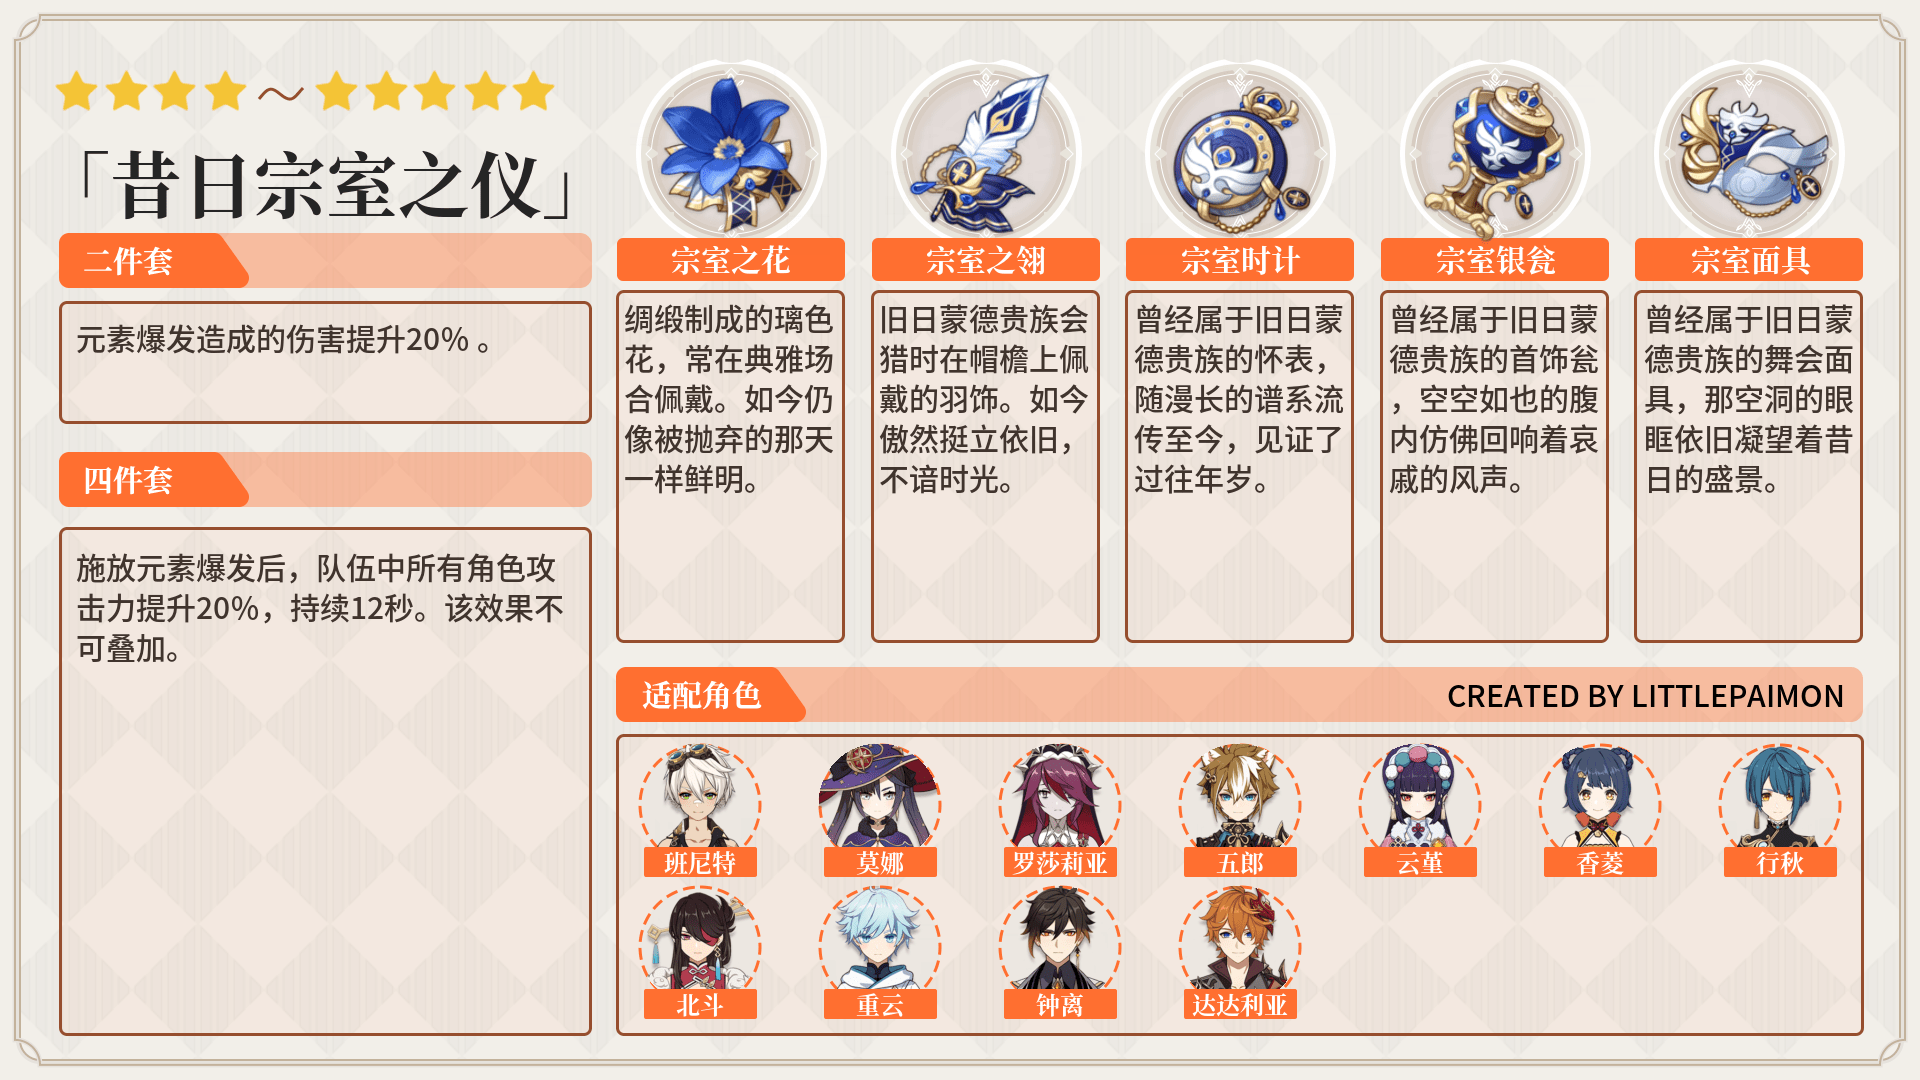 ～
「昔日宗室之仪」
二件套
元素爆发造成的伤害提升20% 。
四件套
施放元素爆发后，队伍中所有角色攻
击力提升20%，持续12秒。该效果不
可叠加。
宗室之花
绸缎制成的璃色
花，常在典雅场
合佩戴。如今仍
像被抛弃的那天
一样鲜明。
宗室之翎
旧日蒙德贵族会
猎时在帽檐上佩
戴的羽饰。如今
傲然挺立依旧，
不谙时光。
宗室时计
曾经属于旧日蒙
德贵族的怀表，
随漫长的谱系流
传至今，见证了
过往年岁。
宗室银瓮
曾经属于旧日蒙
德贵族的首饰瓮
，空空如也的腹
内仿佛回响着哀
戚的风声。
宗室面具
曾经属于旧日蒙
德贵族的舞会面
具，那空洞的眼
眶依旧凝望着昔
日的盛景。
适配角色
CREATED BY LITTLEPAIMON
班尼特
莫娜
罗莎莉亚
五郎
云堇
香菱
行秋
北斗
重云
钟离
达达利亚